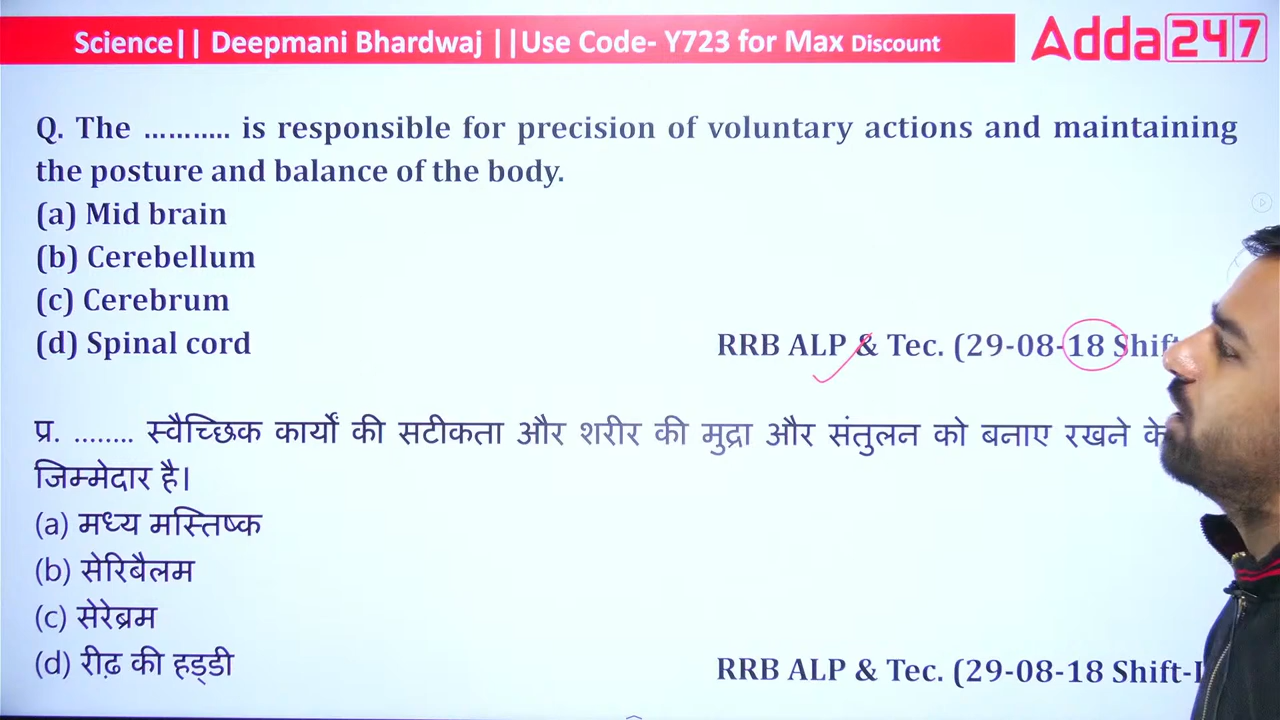 Science|| Deepmani Bhardwaj ||Use Code- Y723 for Max Discount
Adda247
Q. The ........... is responsible for precision of voluntary actions and maintaining
the posture and balance of the body.
(a) Mid brain
(b) Cerebellum
(c) Cerebrum
(d) Spinal cord
RRB ALP & Tec. (29-08-18 Shift-
प्र. ........ स्वैच्छिक कार्यों की सटीकता और शरीर की मुद्रा और संतुलन को बनाए रखने के
जिम्मेदार है।
(a) मध्य मस्तिष्क
(b) सेरिबैलम
(c) सेरेब्रम
(d) रीढ़ की हड्डी
RRB ALP & Tec. (29-08-18 Shift-I